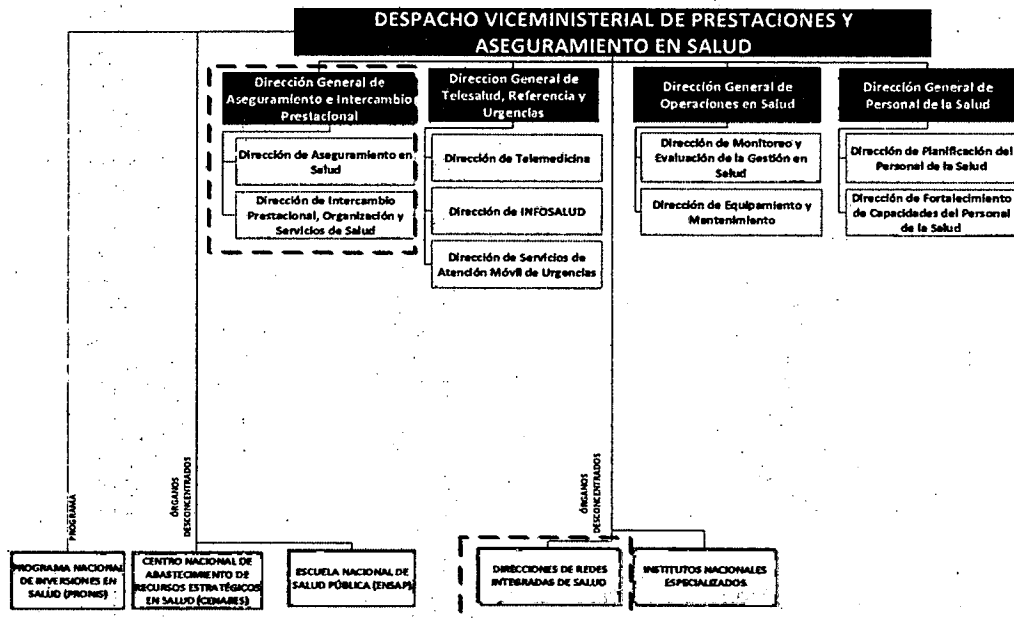 DESPACHO VICEMINISTERIAL DE PRESTACIONES Y
ASEGURAMIENTO EN SALUD
Dirección General de
Aseguramiento e Intercambio
Prestacional
Dirección de Aseguramiento en
Salud
Dirección de Intercambio
Prestacional, Organización y
Servicios de Salud
Direccion General de
Telesalud, Referencia y
Urgencias
Dirección de Telemedicina
Dirección de INFOSALUD
Dirección de Servicios de
Atención Móvil de Urgencias
Dirección General de
Operaciones en Salud
Dirección de Monitoreo y
Evaluación de la Gestión en
Salud
Dirección de Equipamiento y
Mantenimiento
Dirección General de
Personal de la Salud
Dirección de Planificación del
Personal de la Salud
Dirección de Fortalecimiento
de Capacidades del Personal
de la Salud
PROGRAMA
ÓRGANOS
DESCONCENTRADOS
ÓRGANOS
DESCONCENTRADOS
PROGRAMA NACIONAL
DE INVERSIONES EN
SALUD (PRONIS)
CENTRO NACIONAL DE
ABASTECIMIENTO DE
RECURSOS ESTRATÉGICOS
EN SALUD (CENARES)
ESCUELA NACIONAL DE
SALUD PÚBLICA (ENSAP)
DIRECCIONES DE REDES
INTEGRADAS DE SALUD
INSTITUTOS NACIONALES
ESPECIALIZADOS